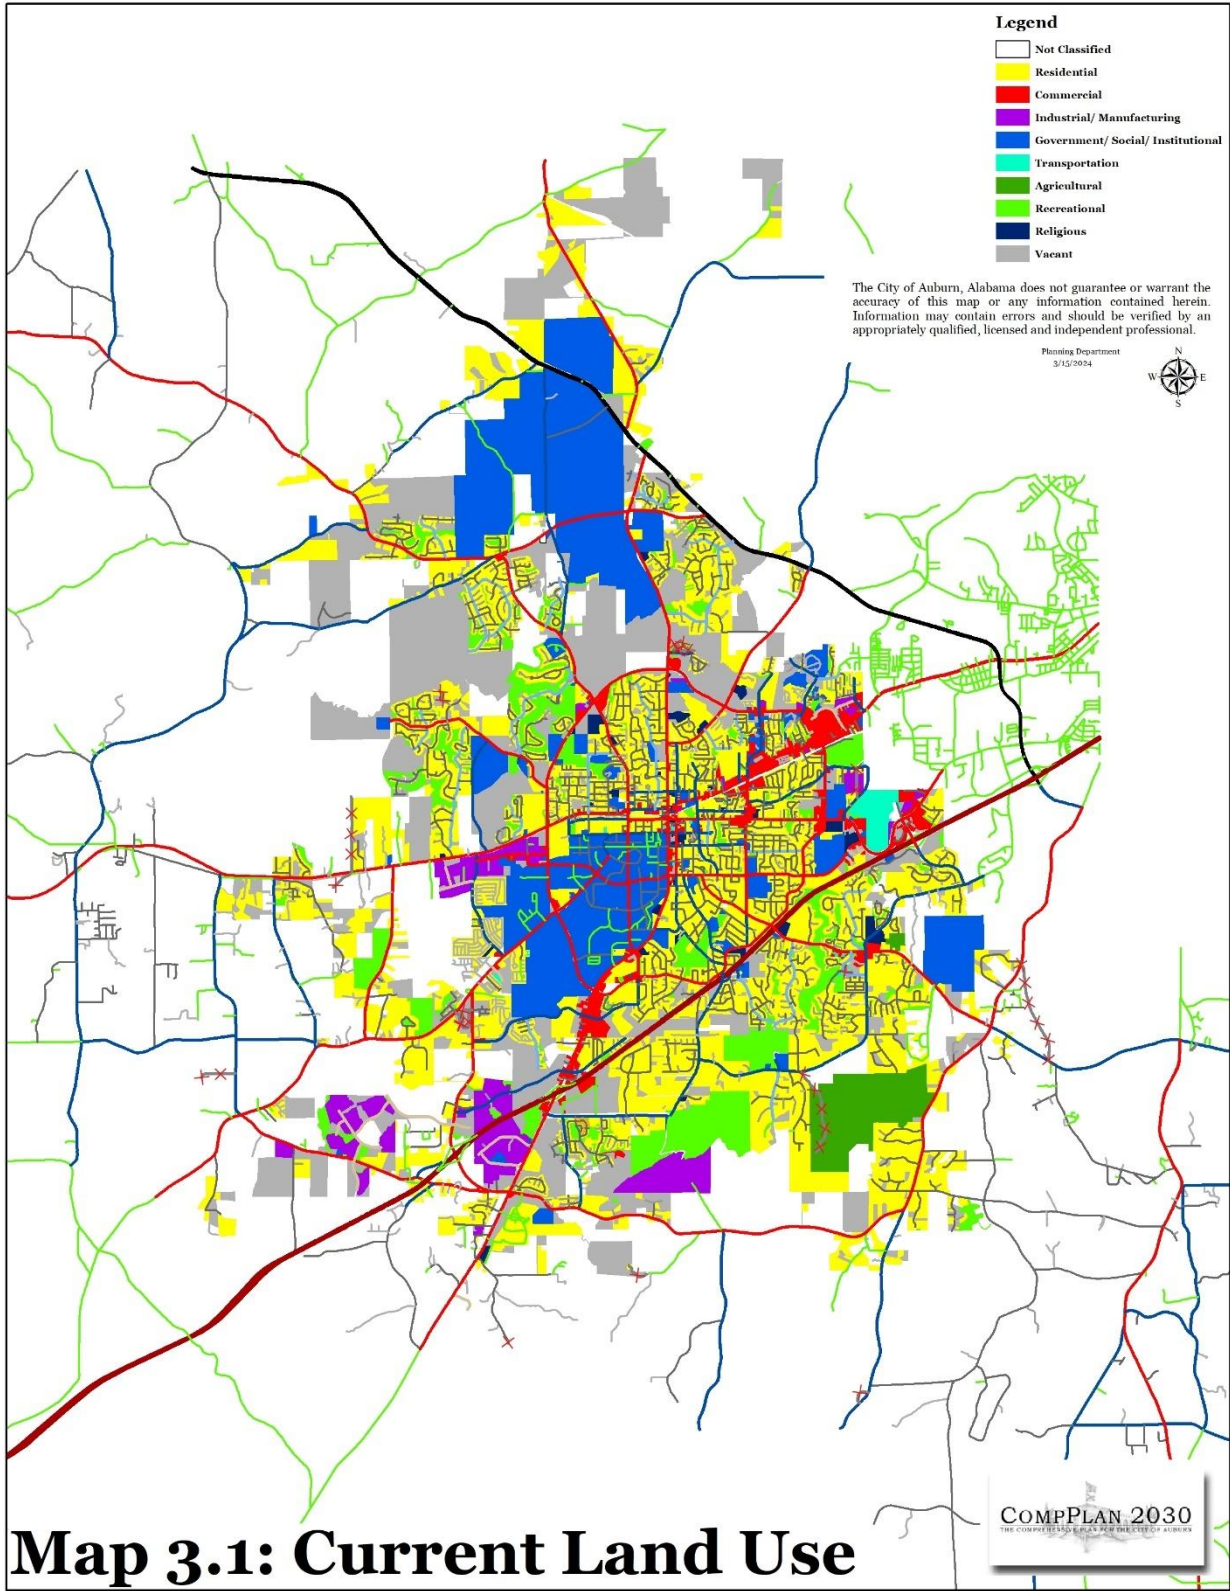 Legend
Not Classified
Residential
Commercial
Industrial/ Manufacturing
Government/ Social/ Institutional
Transportation
Agricultural
Recreational
Religious
Vacant
The City of Auburn, Alabama does not guarantee or warrant the
accuracy of this map or any information contained herein.
Information may contain errors and should be verified by an
appropriately qualified, licensed and independent professional.
Planning Department
3/15/2024
N
W E
S
COMPPLAN 2030
THE COMPREHENSIVE PLAN FOR THE CITY OF AUBURN
Map 3.1: Current Land Use